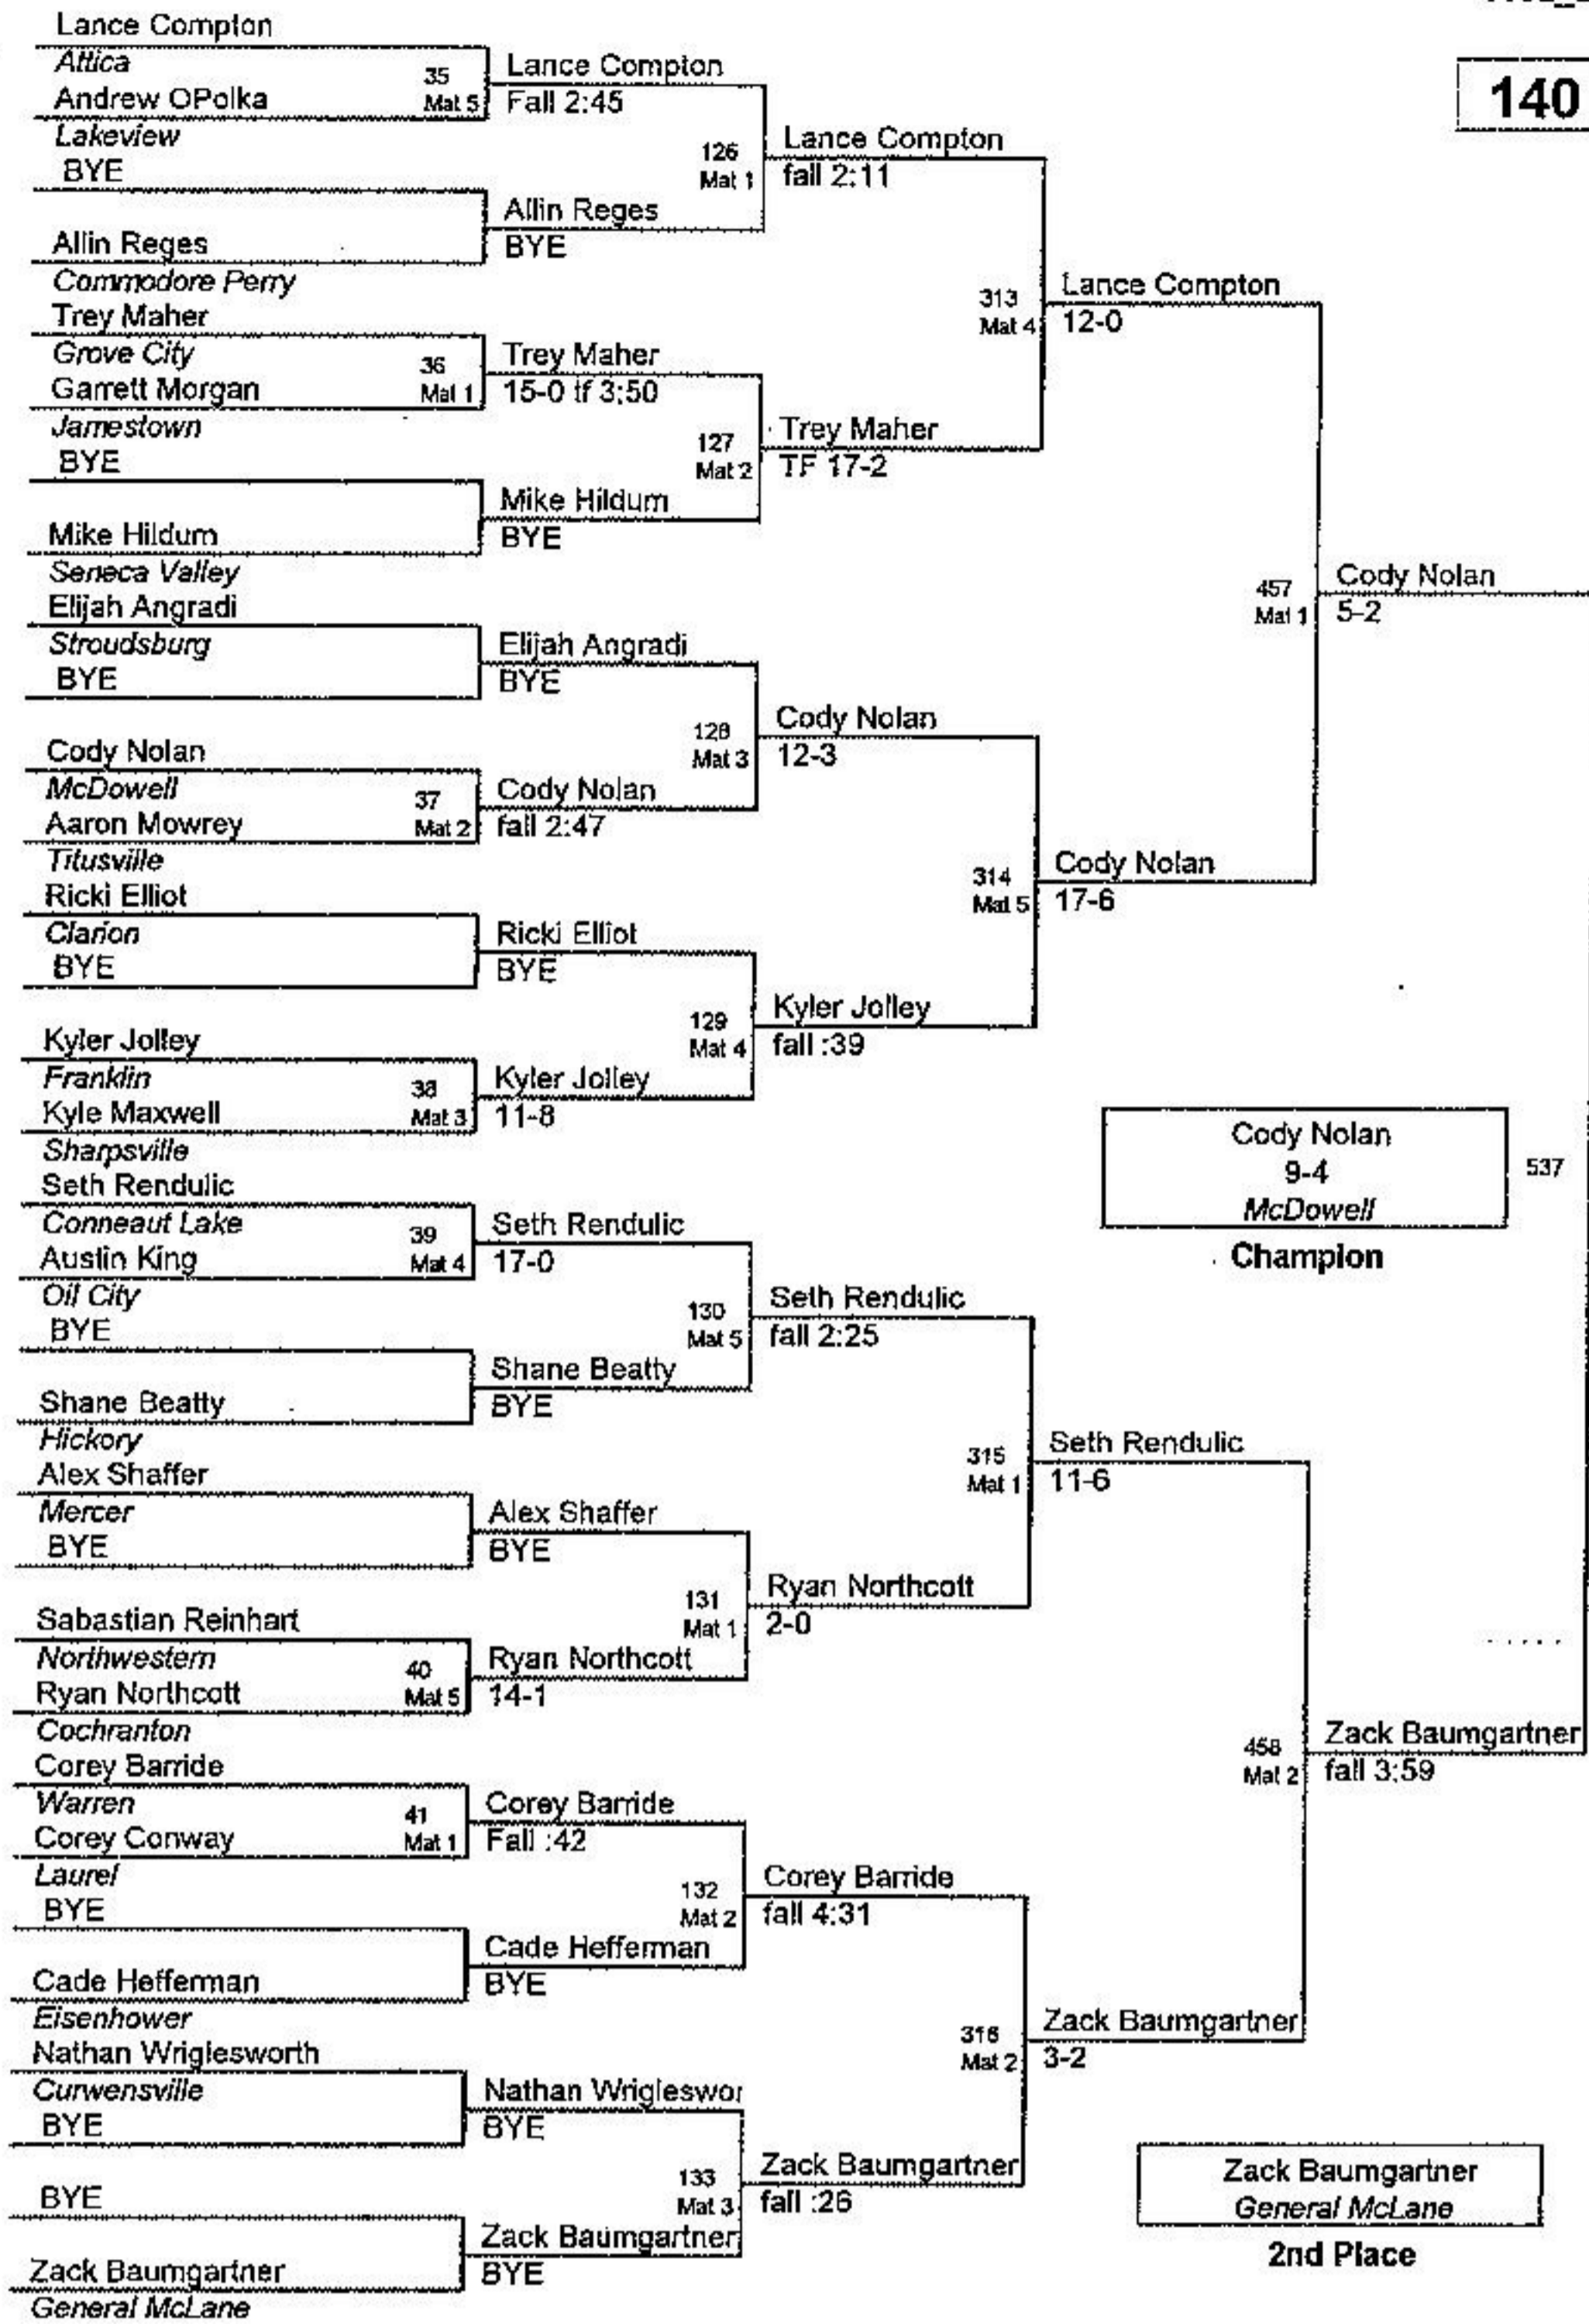 140
Lance Compton
Attica
Andrew OPolka
Lakeview
BYE
Allin Reges
Commodore Perry
Trey Maher
Grove City
Garrett Morgan
Jamestown
BYE
Mike Hildum
Seneca Valley
Elijah Angradi
Stroudsburg
BYE
Cody Nolan
McDowell
Aaron Mowrey
Titusville
Ricki Elliot
Clarion
BYE
Kyler Jolley
Franklin
Kyle Maxwell
Sharpsville
Seth Rendulic
Conneaut Lake
Austin King
Oil City
BYE
Shane Beatty
Hickory
Alex Shaffer
Mercer
BYE
Sabastian Reinhart
Northwestern
Ryan Northcott
Cochranton
Corey Barride
Warren
Corey Conway
Laurel
BYE
Cade Hefferman
Eisenhower
Nathan Wriglesworth
Curwensville
BYE
BYE
Zack Baumgartner
General McLane
35
Mat 5
Lance Compton
Fall 2:45
Allin Reges
BYE
36
Mat 1
Trey Maher
15-0 tf 3:50
Mike Hildum
BYE
Elijah Angradi
BYE
37
Mat 2
Cody Nolan
fall 2:47
Ricki Elliot
BYE
38
Mat 3
Kyler Jolley
11-8
39
Mat 4
Seth Rendulic
17-0
Shane Beatty
BYE
Alex Shaffer
BYE
40
Mat 5
Ryan Northcott
14-1
41
Mat 1
Corey Barride
Fall :42
Cade Hefferman
BYE
Nathan Wrigleswor
BYE
Zack Baumgartner
BYE
126
Mat 1
Lance Compton
fall 2:11
127
Mat 2
Trey Maher
TF 17-2
128
Mat 3
Cody Nolan
12-3
129
Mat 4
Kyler Jolley
fall :39
130
Mat 5
Seth Rendulic
fall 2:25
131
Mat 1
Ryan Northcott
2-0
132
Mat 2
Corey Barride
fall 4:31
133
Mat 3
Zack Baumgartner
fall :26
313
Mat 4
Lance Compton
12-0
314
Mat 5
Cody Nolan
17-6
315
Mat 1
Seth Rendulic
11-6
316
Mat 2
Zack Baumgartner
3-2
457
Mat 1
Cody Nolan
5-2
458
Mat 2
Zack Baumgartner
fall 3:59
Cody Nolan
9-4
McDowell
537
Champion
Zack Baumgartner
General McLane
2nd Place